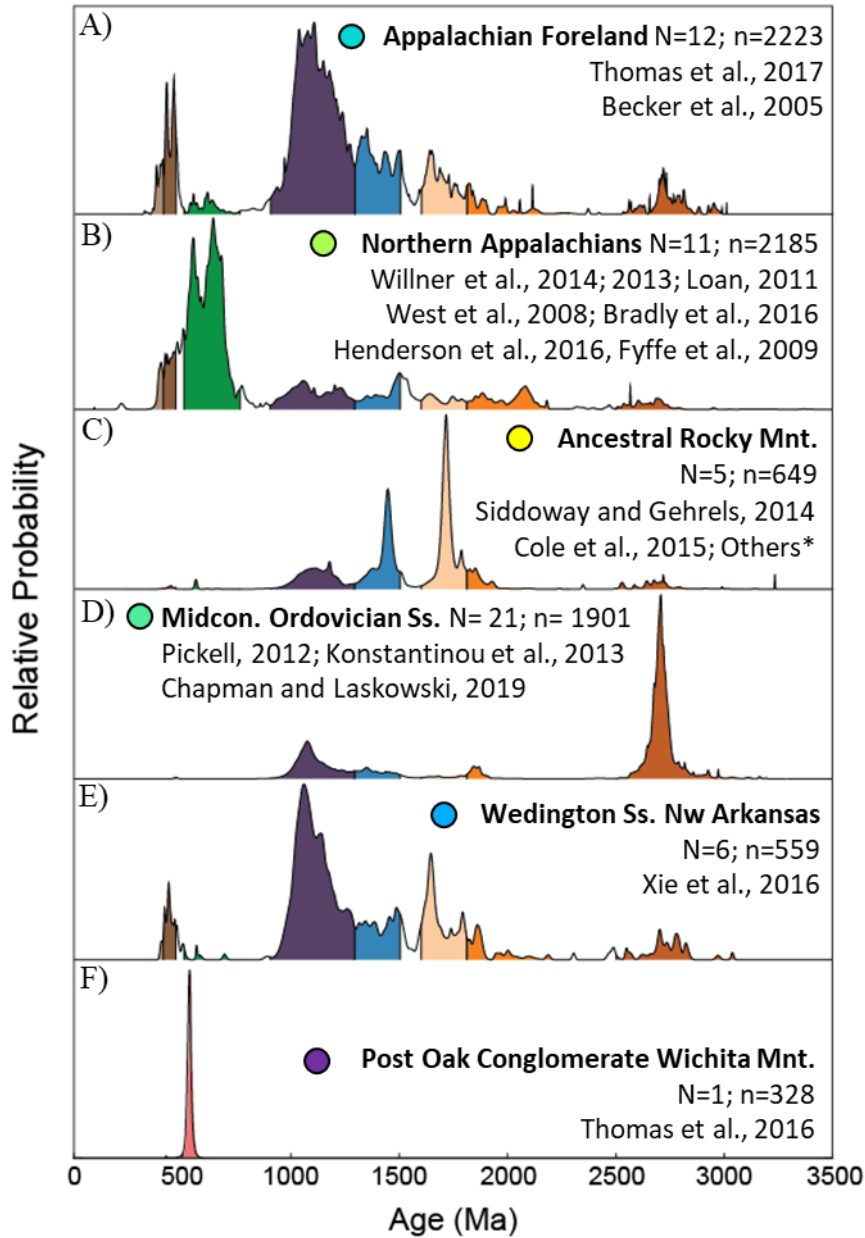 A)
Appalachian Foreland N=12; n=2223
Thomas et al., 2017
Becker et al., 2005
B)
Northern Appalachians N=11; n=2185
Willner et al., 2014; 2013; Loan, 2011
West et al., 2008; Bradly et al., 2016
Henderson et al., 2016, Fyffe et al., 2009
C)
Ancestral Rocky Mnt.
N=5; n=649
Siddoway and Gehrels, 2014
Cole et al., 2015; Others*
D)
Midcon. Ordovician Ss. N= 21; n= 1901
Pickell, 2012; Konstantinou et al., 2013
Chapman and Laskowski, 2019
E)
Wedington Ss. Nw Arkansas
N=6; n=559
Xie et al., 2016
F)
Post Oak Conglomerate Wichita Mnt.
N=1; n=328
Thomas et al., 2016
Relative Probability
0 500 1000 1500 2000 2500 3000 3500
Age (Ma)